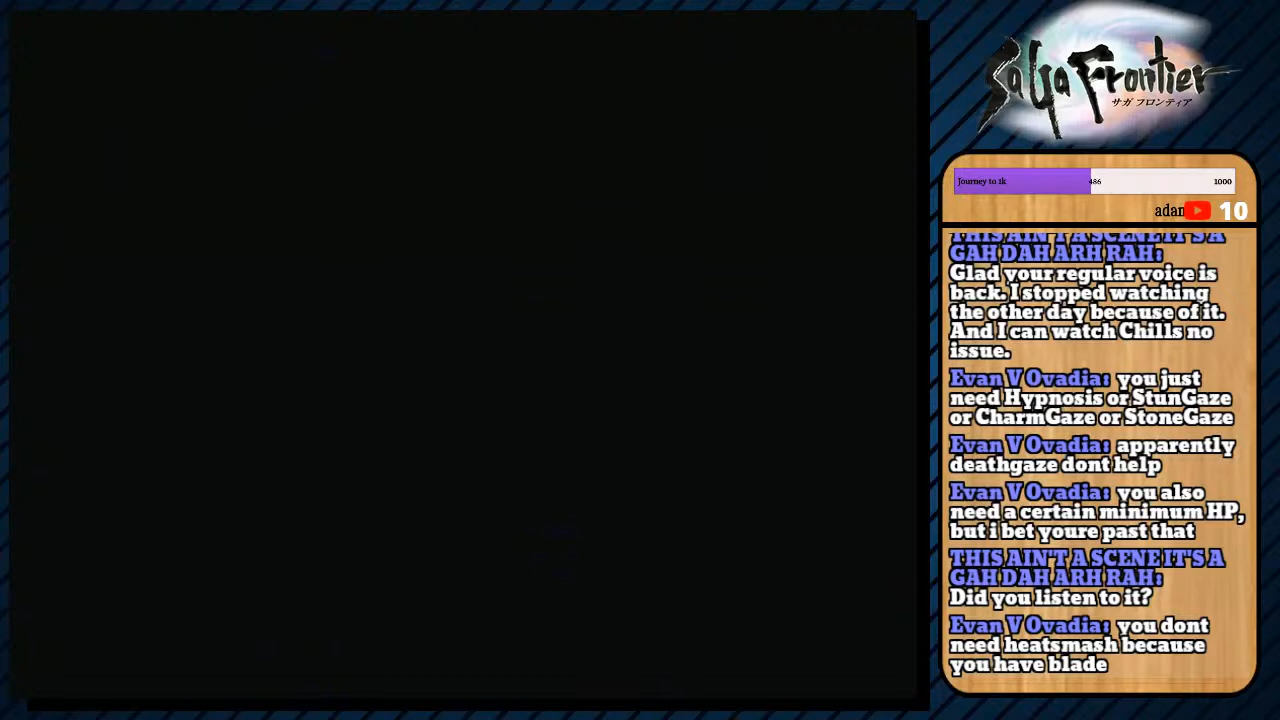 SaGa Frontier
サガ フロンティア
Journey to 1k 486 1000
adan 10
THIS AIN'T A SCENE IT'S A
GAH DAH ARH RAH:
Glad your regular voice is
back. I stopped watching
the other day because of it.
And I can watch Chills no
issue.
Evan V Ovadia: you just
need Hypnosis or StunGaze
or CharmGaze or StoneGaze
Evan V Ovadia: apparently
deathgaze dont help
Evan V Ovadia: you also
need a certain minimum HP,
but i bet youre past that
THIS AIN'T A SCENE IT'S A
GAH DAH ARH RAH:
Did you listen to it?
Evan V Ovadia: you dont
need heatsmash because
you have blade